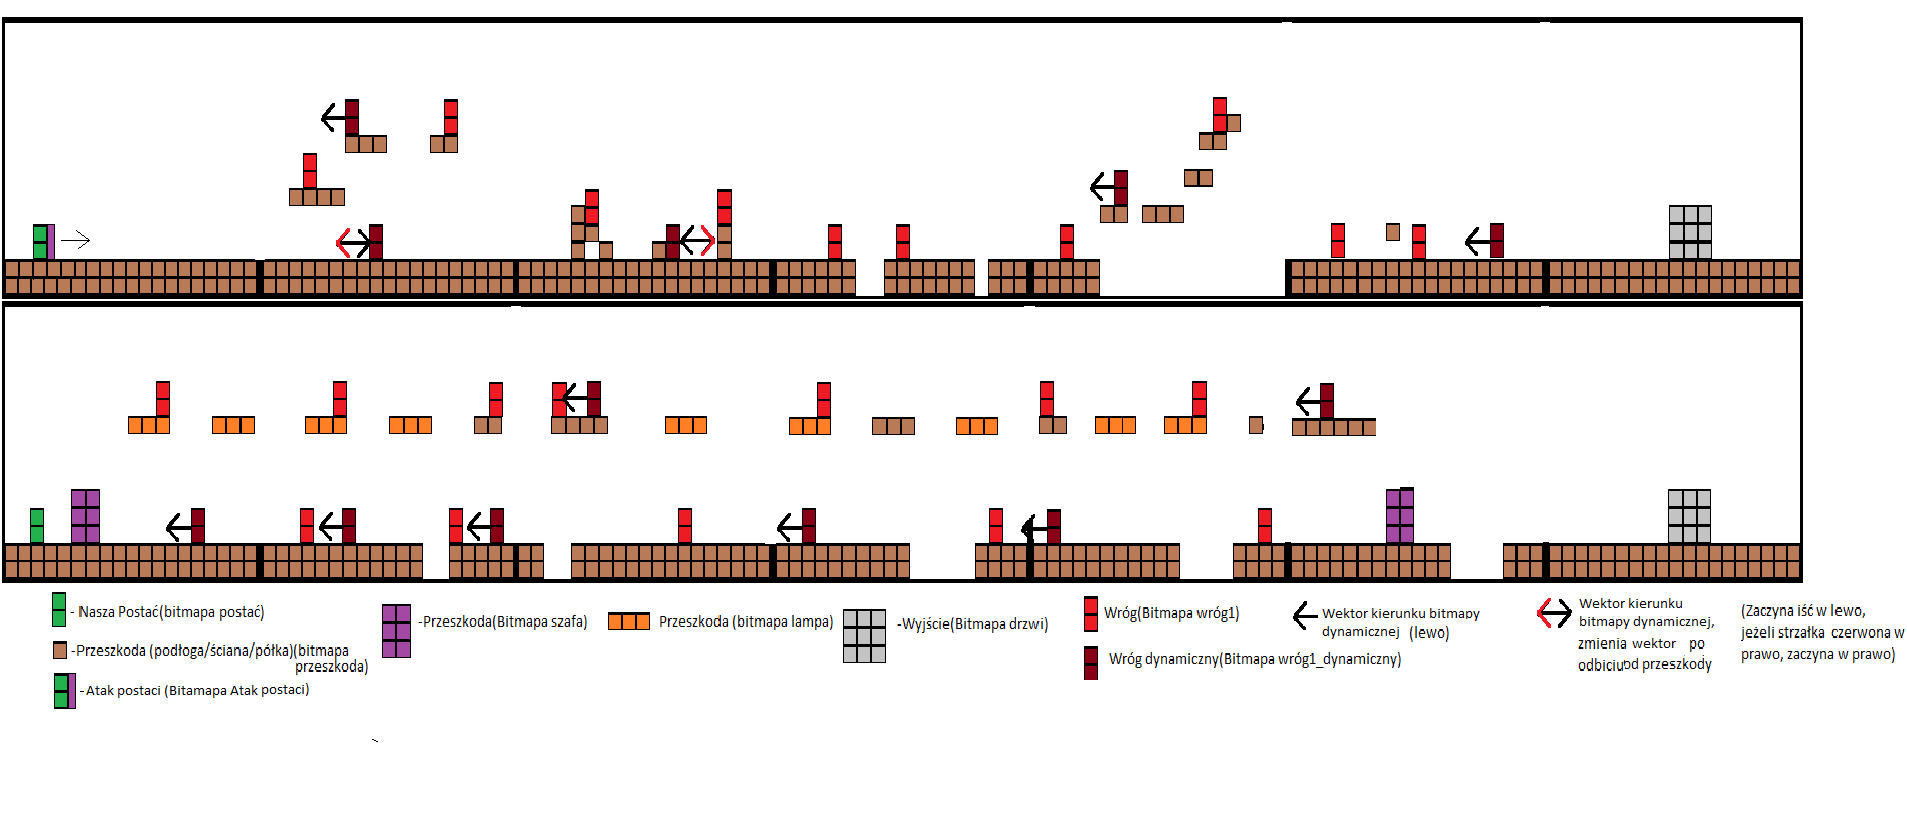 - Nasza Postać(bitmapa postać)
-Przeszkoda (podłoga/ściana/półka)(bitmapa
przeszkoda)
- Atak postaci (Bitamapa Atak postaci)
-Przeszkoda(Bitmapa szafa)
Przeszkoda (bitmapa lampa)
-Wyjście(Bitmapa drzwi)
Wróg(Bitmapa wróg1)
Wróg dynamiczny(Bitmapa wróg1_dynamiczny)
Wektor kierunku bitmapy
dynamicznej (lewo)
Wektor kierunku
bitmapy dynamicznej,
zmienia wektor po
odbiciu od przeszkody
(Zaczyna iść w lewo,
jeżeli strzałka czerwona w
prawo, zaczyna w prawo)